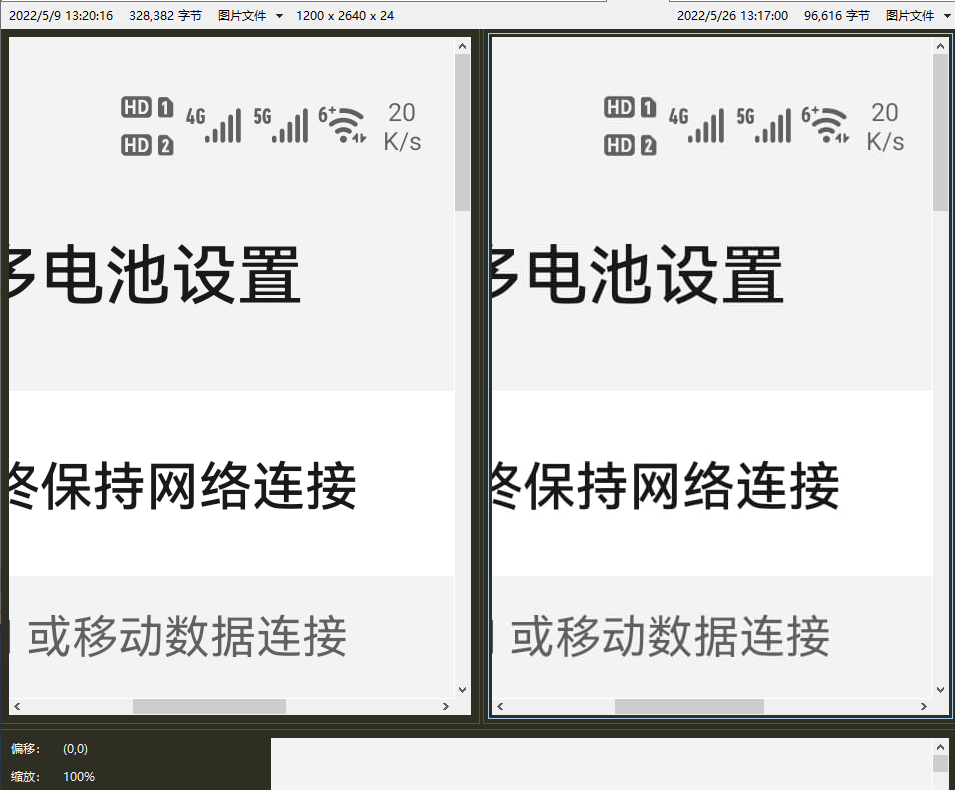 2022/5/9 13:20:16 328,382 字节 图片文件 1200 x 2640 x 24
2022/5/26 13:17:00 96,616 字节 图片文件
HD 1 4G 5G 6+ 20
HD 2 K/s
多电池设置
终保持网络连接
或移动数据连接
HD 1 4G 5G 6+ 20
HD 2 K/s
多电池设置
终保持网络连接
或移动数据连接
偏移: (0,0)
缩放: 100%